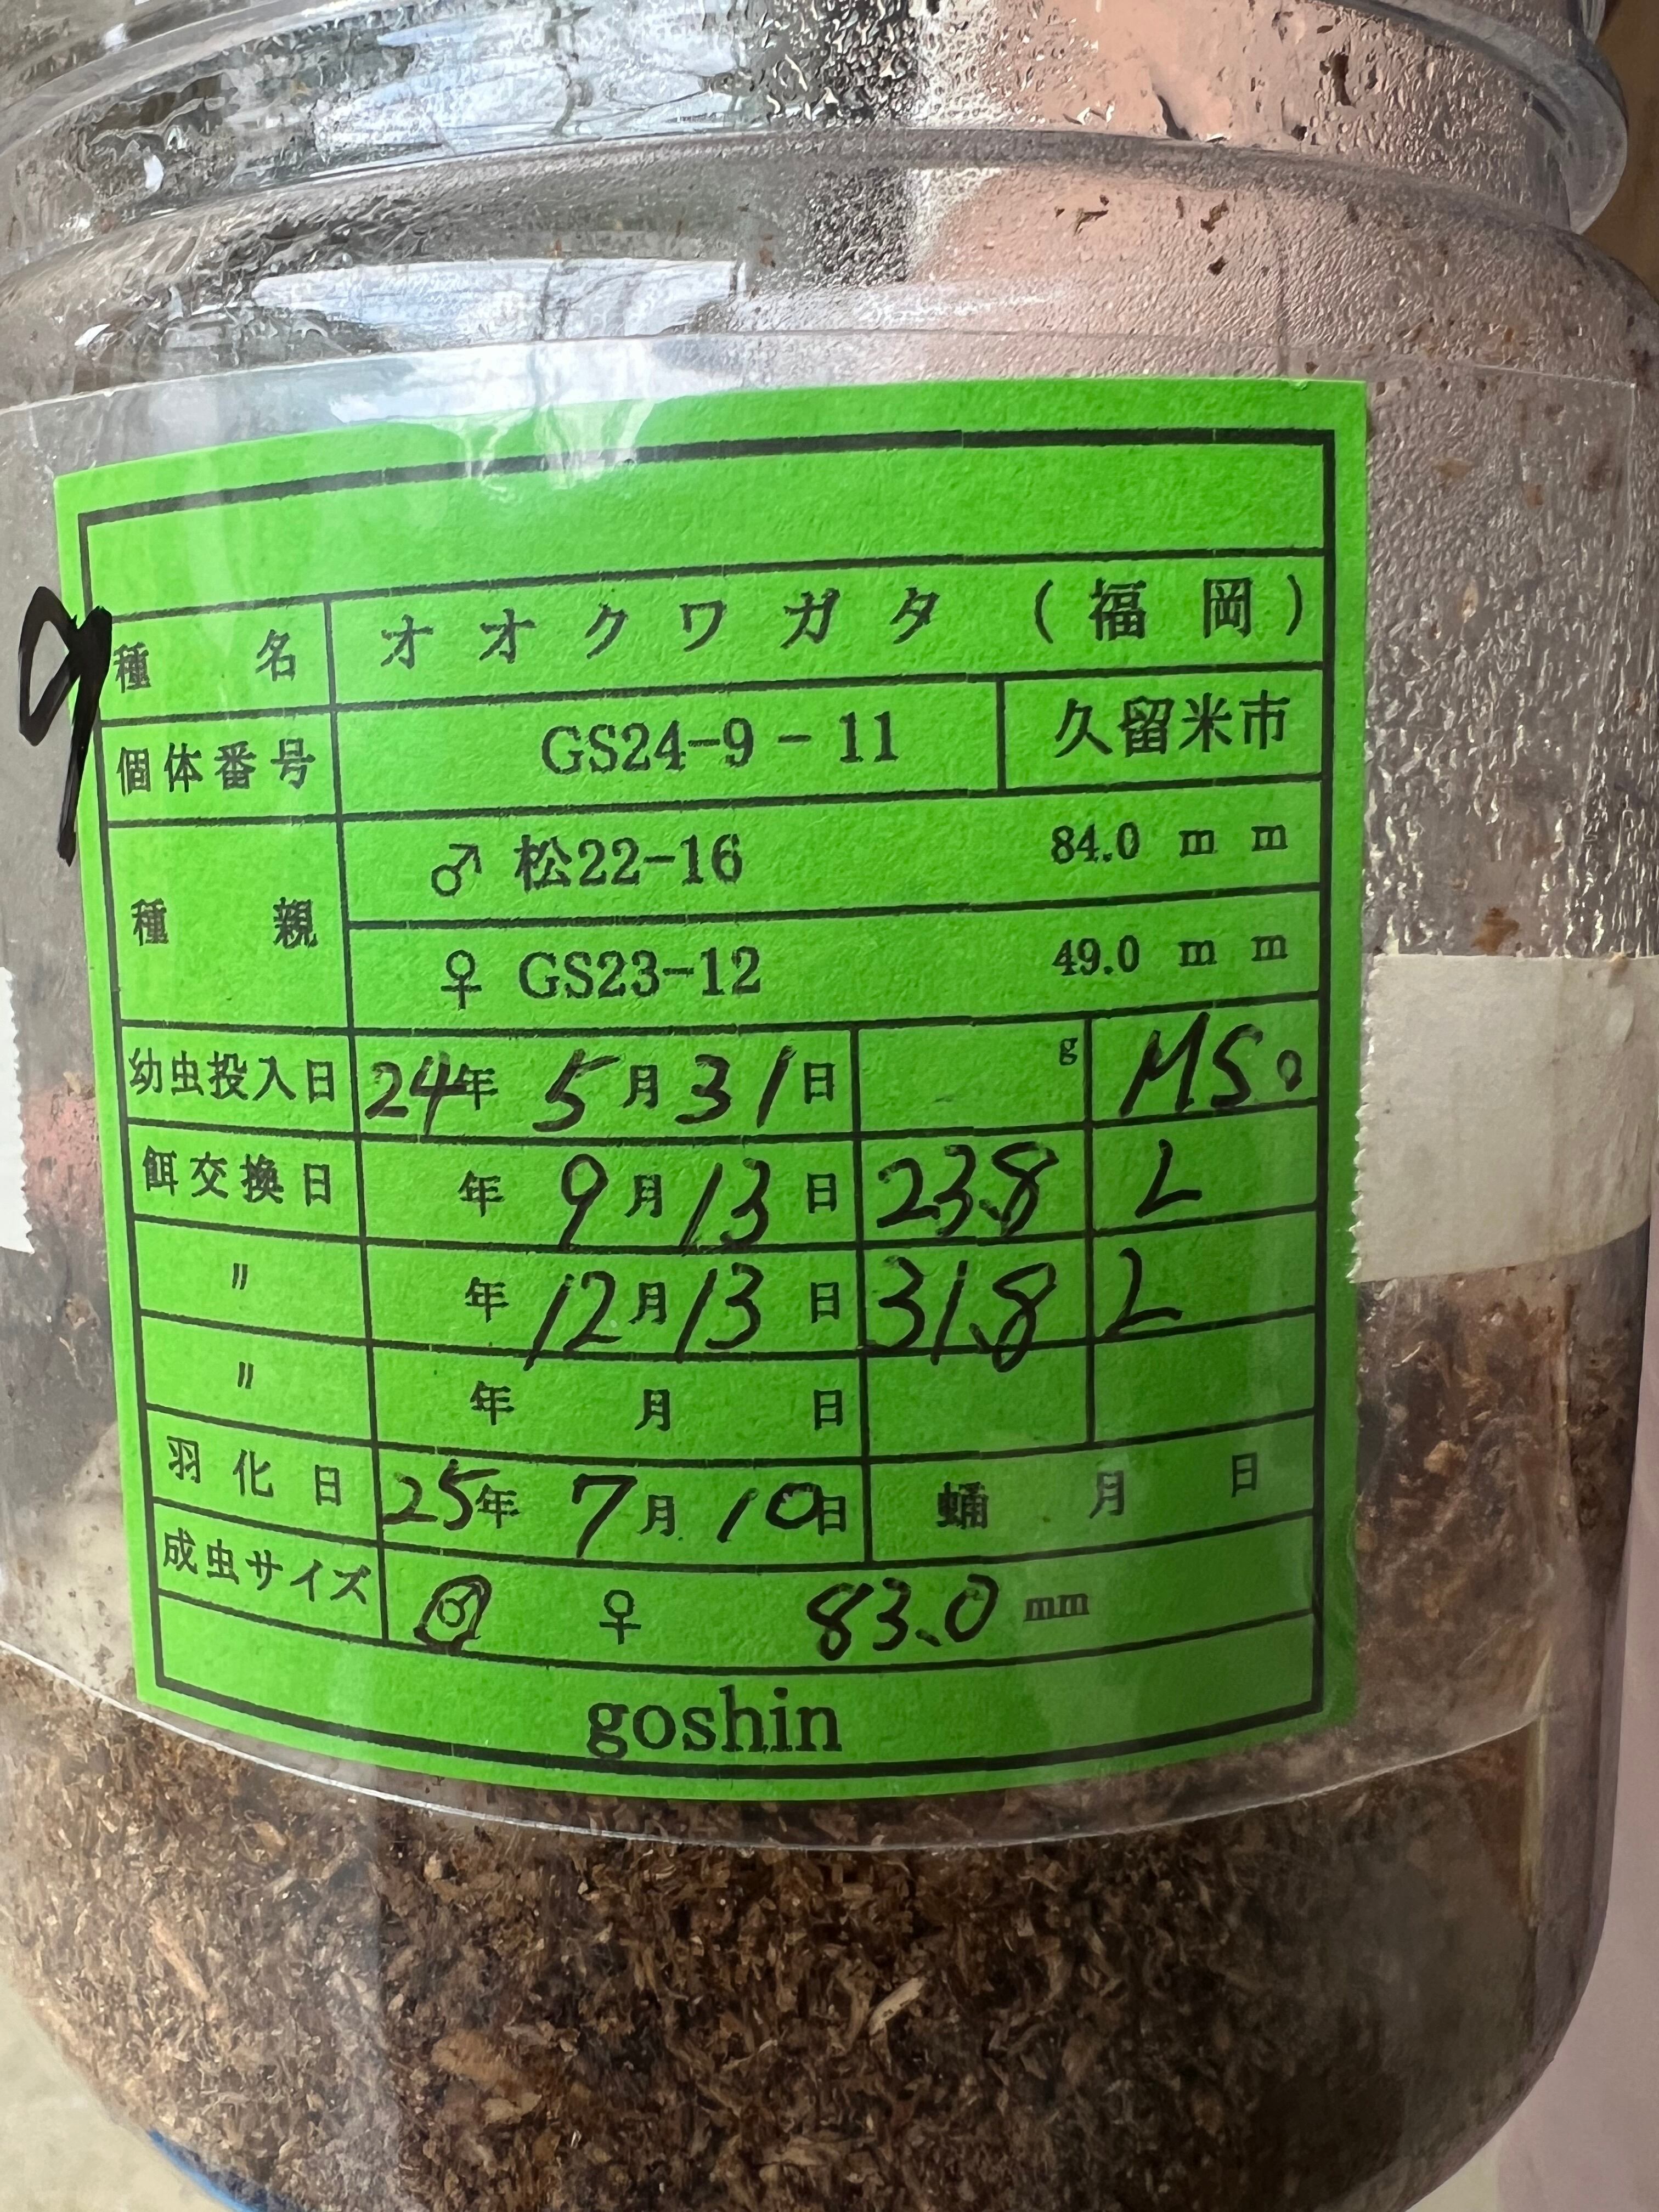 9
種名 オオクワガタ (福岡)
個体番号 GS24-9-11 久留米市
種親 ♂ 松22-16 84.0 mm
♀ GS23-12 49.0 mm
幼虫投入日 24年 5月31日 g MS0
餌交換日 年 9月13日 23.8 L
〃 年 12月13日 31.8 L
〃 年 月 日
羽化日 25年 7月10日 蛹 月 日
成虫サイズ ♂ ♀ 83.0 mm
goshin